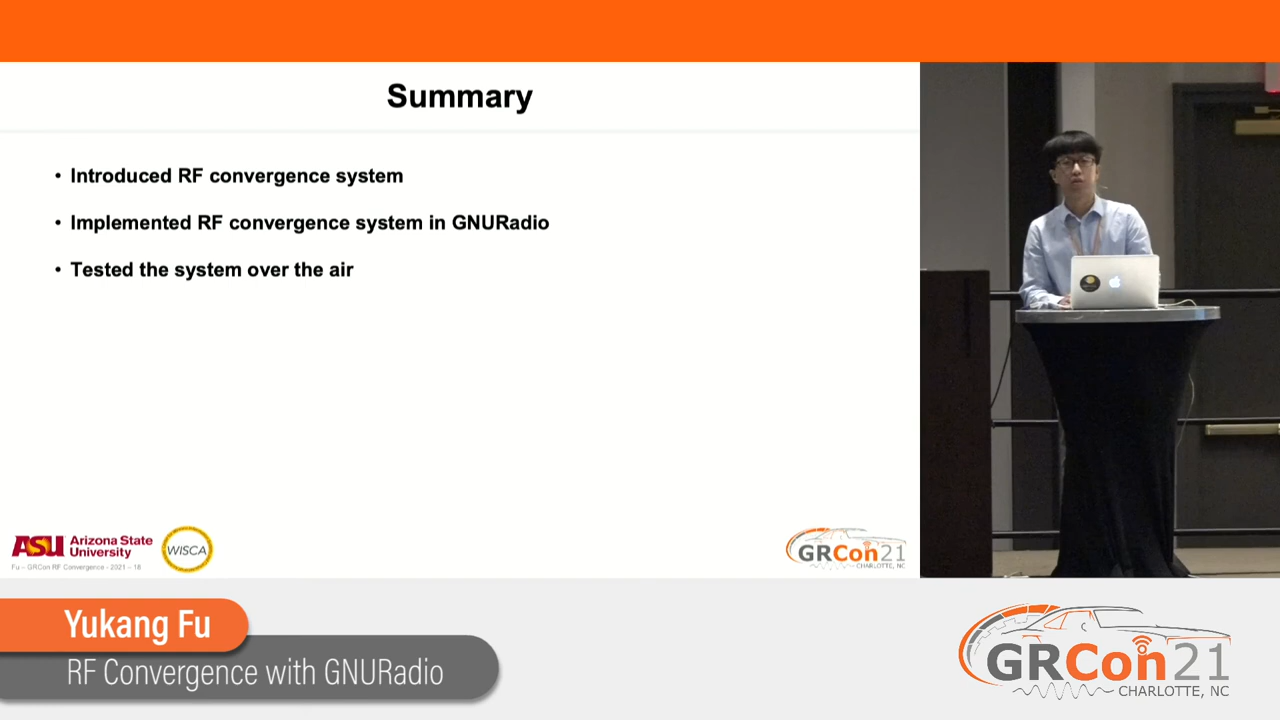 Summary
• Introduced RF convergence system
• Implemented RF convergence system in GNURadio
• Tested the system over the air
ASU Arizona State
University
WISCA
Fu – GRCon RF Convergence - 2021 – 18
GRCon21
CHARLOTTE, NC
Yukang Fu
RF Convergence with GNURadio
GRCon21
CHARLOTTE, NC